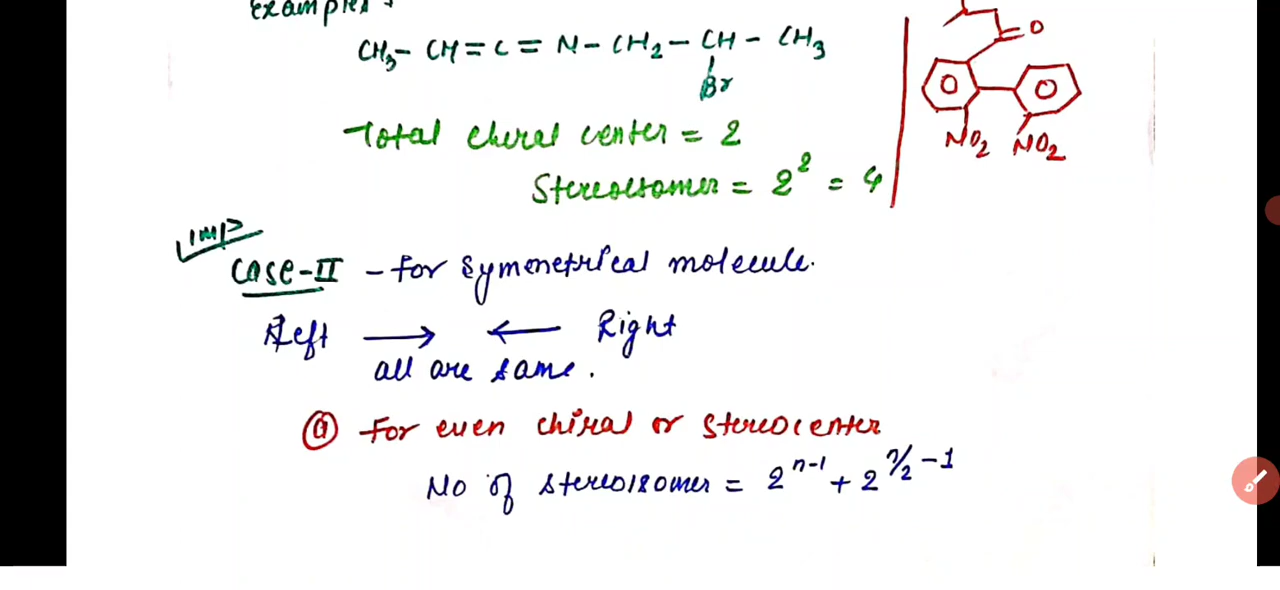 Examples :
CH3- CH = C = N - CH2 - CH - CH3
Br
O
NO2 NO2
Total chiral center = 2
Stereoisomer = 2^2 = 4
IMP
Case-II - for Symmetrical molecule.
Left → ← Right
all are same.
(a) For even chiral or stereocenter
No of stereoisomer = 2^n-1 + 2^n/2 - 1